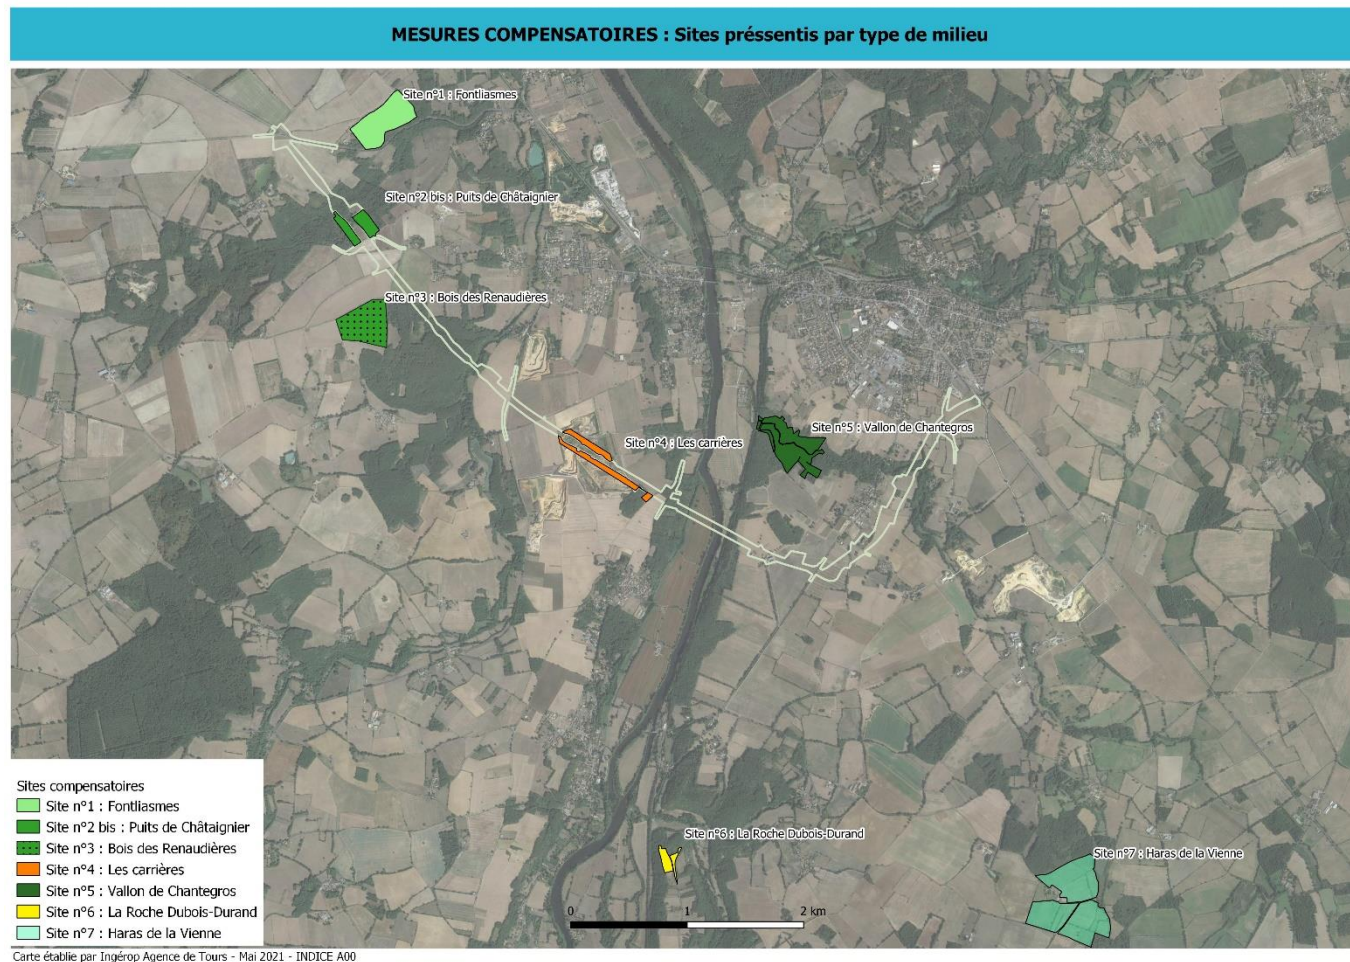 MESURES COMPENSATOIRES : Sites préssentis par type de milieu
Site n°1 : Fontliasmes
Site n°2 bis : Puits de Châtaignier
Site n°3 : Bois des Renaudières
Site n°5 : Vallon de Chantegros
Site n°4 : Les carrières
Site n°6 : La Roche Dubois-Durand
Site n°7 : Haras de la Vienne
Sites compensatoires
Site n°1 : Fontliasmes
Site n°2 bis : Puits de Châtaignier
Site n°3 : Bois des Renaudières
Site n°4 : Les carrières
Site n°5 : Vallon de Chantegros
Site n°6 : La Roche Dubois-Durand
Site n°7 : Haras de la Vienne
0 1 2 km
Carte établie par Ingérop Agence de Tours - Mai 2021 - INDICE A00